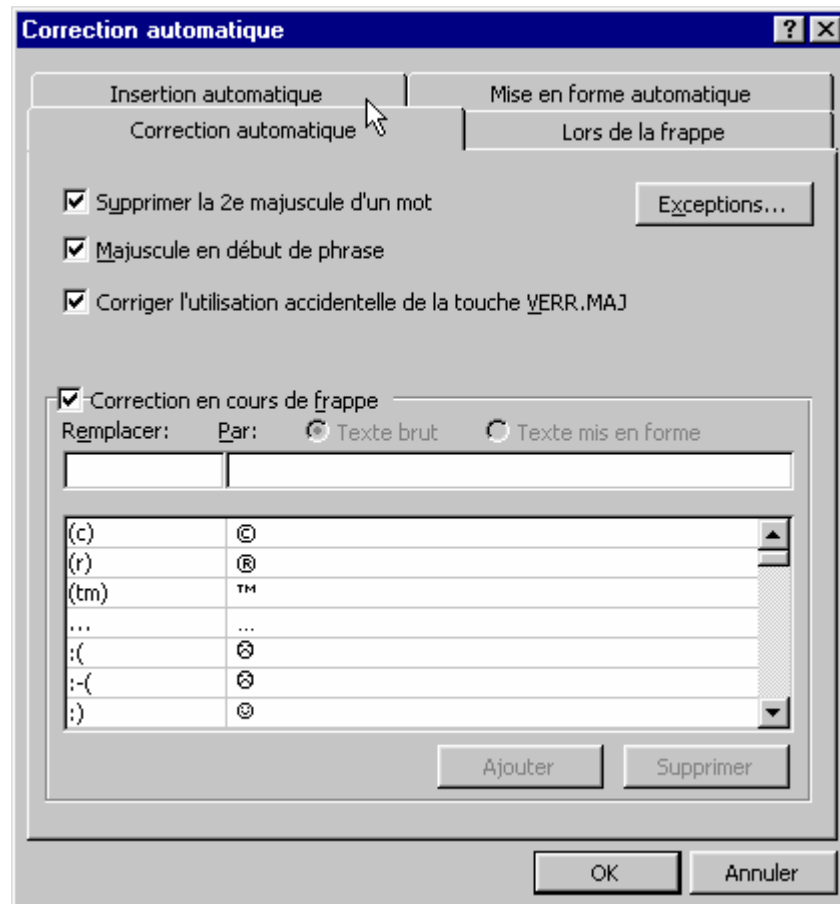 Correction automatique
Insertion automatique Mise en forme automatique
Correction automatique Lors de la frappe
Supprimer la 2e majuscule d'un mot Exceptions...
Majuscule en début de phrase
Corriger l'utilisation accidentelle de la touche VERR.MAJ
Correction en cours de frappe
Remplacer: Par: Texte brut Texte mis en forme
(c) ©
(r) ®
(tm) ™
... …
:( ☹
:-( ☹
:) ☺
Ajouter Supprimer
OK Annuler